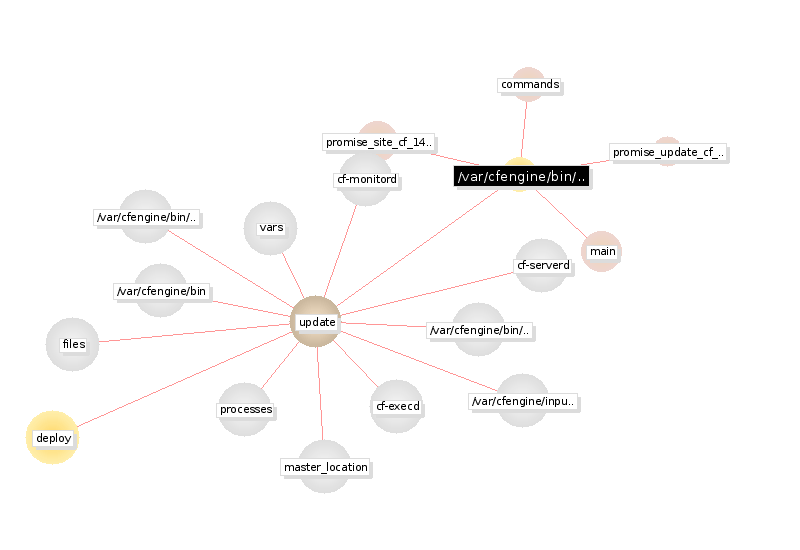 commands
promise_site_cf_14..
promise_update_cf_..
/var/cfengine/bin/..
cf-monitord
/var/cfengine/bin/..
vars
main
cf-serverd
/var/cfengine/bin
update
/var/cfengine/bin/..
files
/var/cfengine/inpu..
cf-execd
processes
deploy
master_location